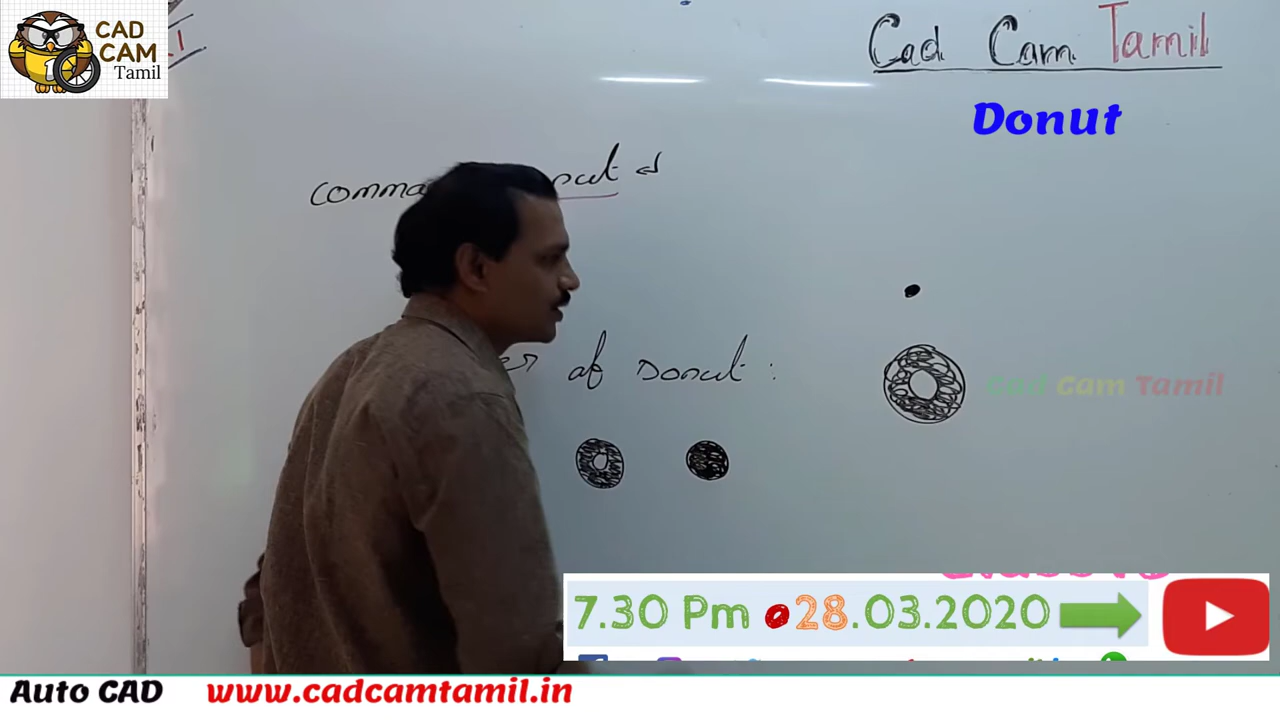 CAD
CAM
Tamil
Cad Cam Tamil
Donut
of Donut :
Cad Cam Tamil
7.30 Pm 28.03.2020
Auto CAD www.cadcamtamil.in